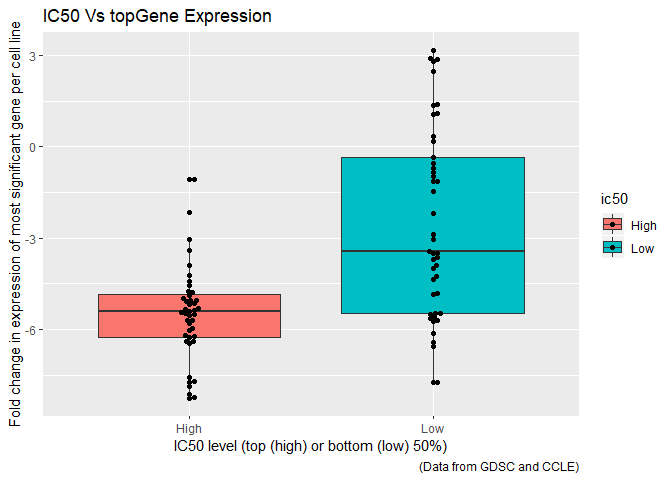 IC50 Vs topGene Expression
Fold change in expression of most significant gene per cell line
3
0
-3
-6
High
Low
IC50 level (top (high) or bottom (low) 50%)
(Data from GDSC and CCLE)
ic50
High
Low